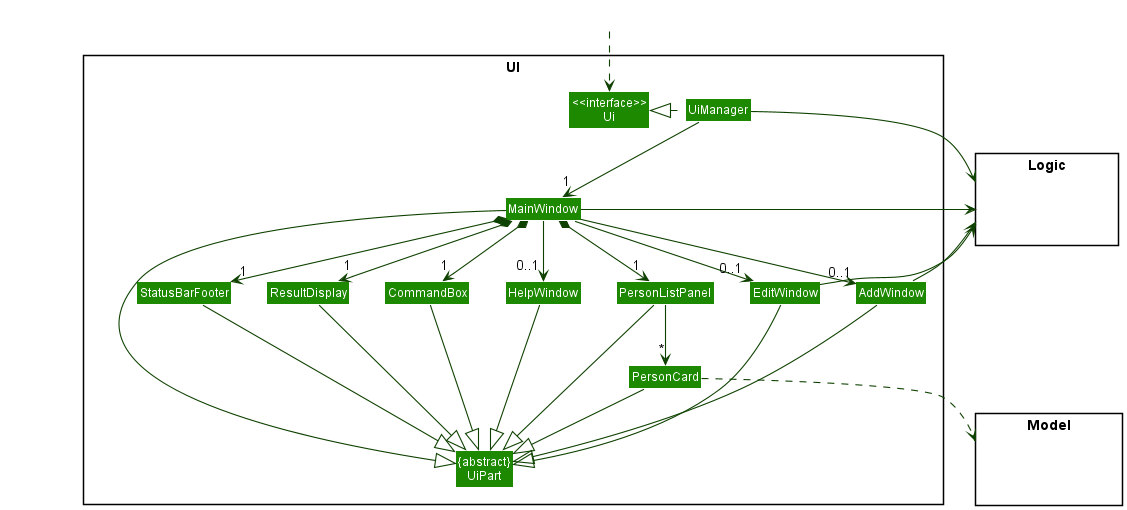 UI
<<interface>>
Ui
UiManager
Logic
1
MainWindow
1
1
1
0..1
1
0..1
0..1
StatusBarFooter
ResultDisplay
CommandBox
HelpWindow
PersonListPanel
EditWindow
AddWindow
*
PersonCard
Model
{abstract}
UiPart